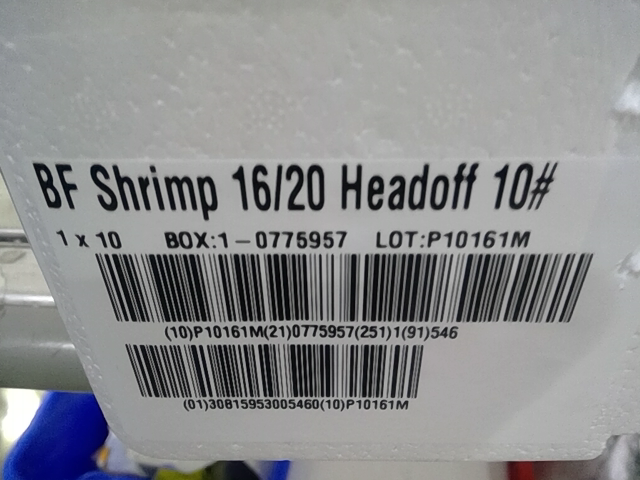 BF Shrimp 16/20 Headoff 10#
1 x 10 BOX:1-0775957 LOT:P10161M
(10)P10161M(21)0775957(251)1(91)546
(01)30815953005460(10)P10161M